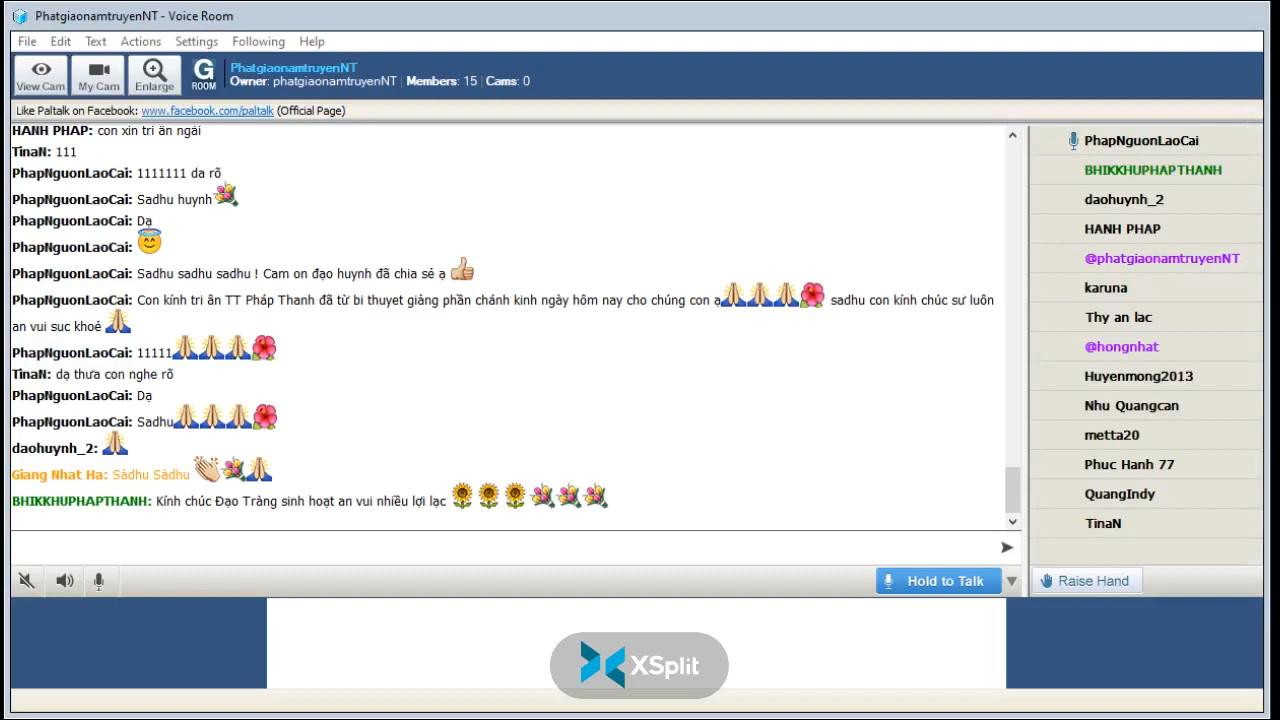 PhatgiaonamtruyenNT - Voice Room
File Edit Text Actions Settings Following Help
View Cam My Cam Enlarge G ROOM
PhatgiaonamtruyenNT
Owner: phatgiaonamtruyenNT Members: 15 Cams: 0
Like Paltalk on Facebook: www.facebook.com/paltalk (Official Page)
HANH PHAP: con xin tri ân ngài
TinaN: 111
PhapNguonLaoCai: 1111111 da rõ
PhapNguonLaoCai: Sadhu huynh
PhapNguonLaoCai: Dạ
PhapNguonLaoCai:
PhapNguonLaoCai: Sadhu sadhu sadhu ! Cam on đạo huynh đã chia sẻ ạ
PhapNguonLaoCai: Con kính tri ân TT Pháp Thanh đã từ bi thuyet giảng phần chánh kinh ngày hôm nay cho chúng con ạ sadhu con kính chúc sư luôn
an vui suc khoẻ
PhapNguonLaoCai: 11111
TinaN: dạ thưa con nghe rõ
PhapNguonLaoCai: Dạ
PhapNguonLaoCai: Sadhu
daohuynh_2:
Giang Nhat Ha: Sàdhu Sàdhu
BHIKKHUPHAPTHANH: Kính chúc Đạo Tràng sinh hoạt an vui nhiều lợi lạc
PhapNguonLaoCai
BHIKKHUPHAPTHANH
daohuynh_2
HANH PHAP
@phatgiaonamtruyenNT
karuna
Thy an lac
@hongnhat
Huyenmong2013
Nhu Quangcan
metta20
Phuc Hanh 77
QuangIndy
TinaN
Hold to Talk
Raise Hand
XSplit